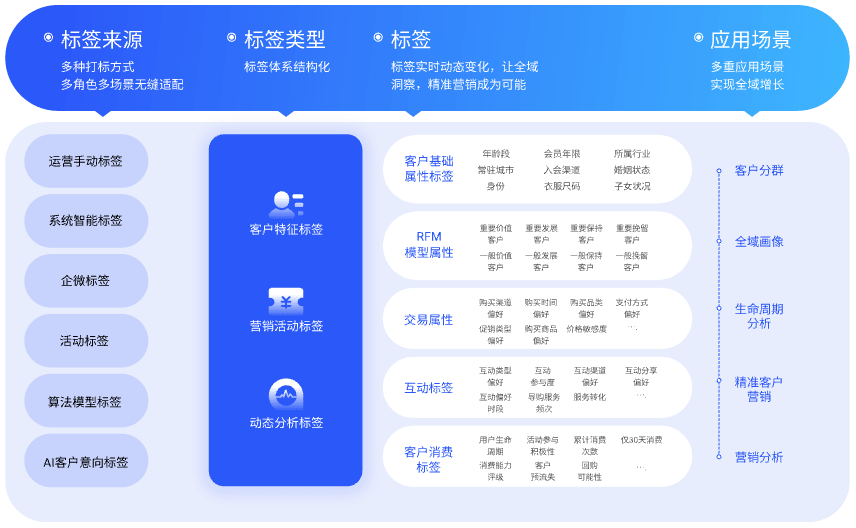 标签来源
多种打标方式
多角色多场景无缝适配
标签类型
标签体系结构化
标签
标签实时动态变化，让全域
洞察，精准营销成为可能
应用场景
多重应用场景
实现全域增长
运营手动标签
系统智能标签
企微标签
活动标签
算法模型标签
AI客户意向标签
客户特征标签
营销活动标签
动态分析标签
客户基础
属性标签
年龄段 会员年限 所属行业
常驻城市 入会渠道 婚姻状态
身份 衣服尺码 子女状况
RFM
模型属性
重要价值 重要发展 重要保持 重要挽留
客户 客户 客户 客户
一般价值 一般发展 一般保持 一般挽留
客户 客户 客户 客户
交易属性
购买渠道 购买时间 购买品类 支付方式
偏好 偏好 偏好 偏好
促销类型 购买商品 价格敏感度 ...
偏好 偏好
互动标签
互动类型 互动 互动渠道 互动分享
偏好 参与度 偏好 偏好
互动偏好 导购服务 服务转化 ...
时段 频次
客户消费
标签
用户生命 活动参与 累计消费 仅30天消费
周期 积极性 次数
消费能力 客户 回购 ...
评级 预流失 可能性
客户分群
全域画像
生命周期
分析
精准客户
营销
营销分析